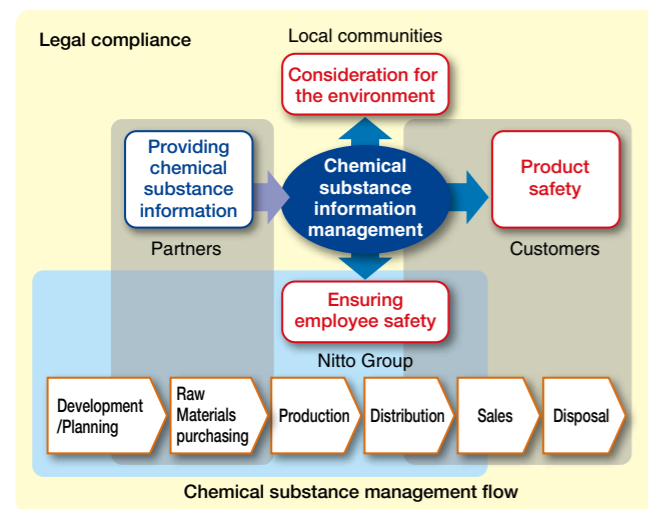 Legal compliance
Local communities
Consideration for
the environment
Providing
chemical
substance
information
Chemical
substance
information
management
Product
safety
Partners
Customers
Ensuring
employee safety
Nitto Group
Development
/Planning
Raw
Materials
purchasing
Production
Distribution
Sales
Disposal
Chemical substance management flow